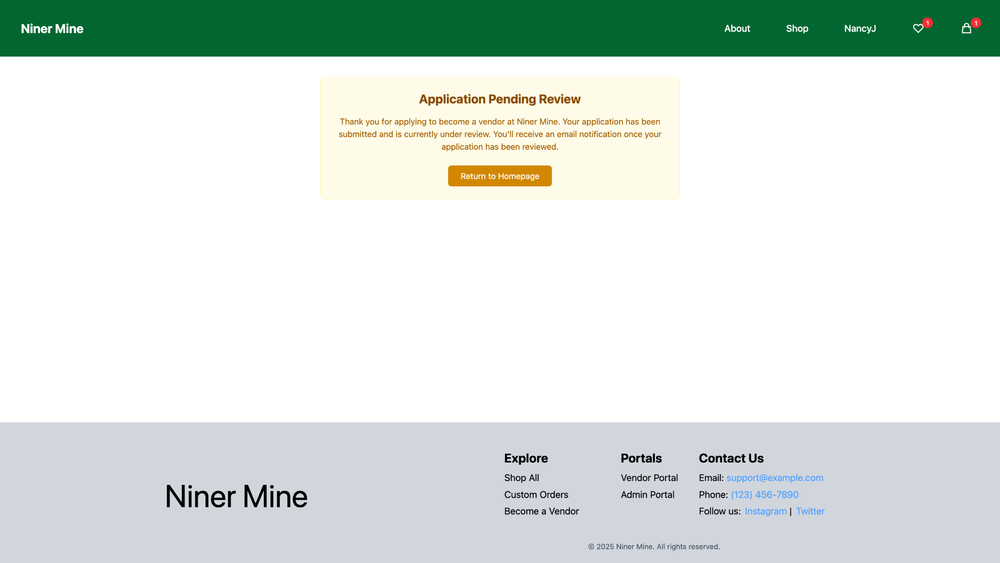 Niner Mine
About
Shop
NancyJ
1
1
Application Pending Review
Thank you for applying to become a vendor at Niner Mine. Your application has been
submitted and is currently under review. You'll receive an email notification once your
application has been reviewed.
Return to Homepage
Niner Mine
Explore
Shop All
Custom Orders
Become a Vendor
Portals
Vendor Portal
Admin Portal
Contact Us
Email: support@example.com
Phone: (123) 456-7890
Follow us: Instagram | Twitter
© 2025 Niner Mine. All rights reserved.